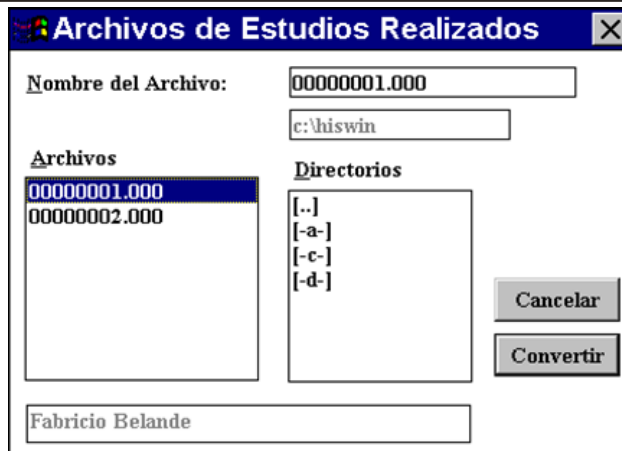 Archivos de Estudios Realizados
Nombre del Archivo:
00000001.000
c:\hiswin
Archivos
00000001.000
00000002.000
Directorios
[..]
[-a-]
[-c-]
[-d-]
Cancelar
Convertir
Fabricio Belande